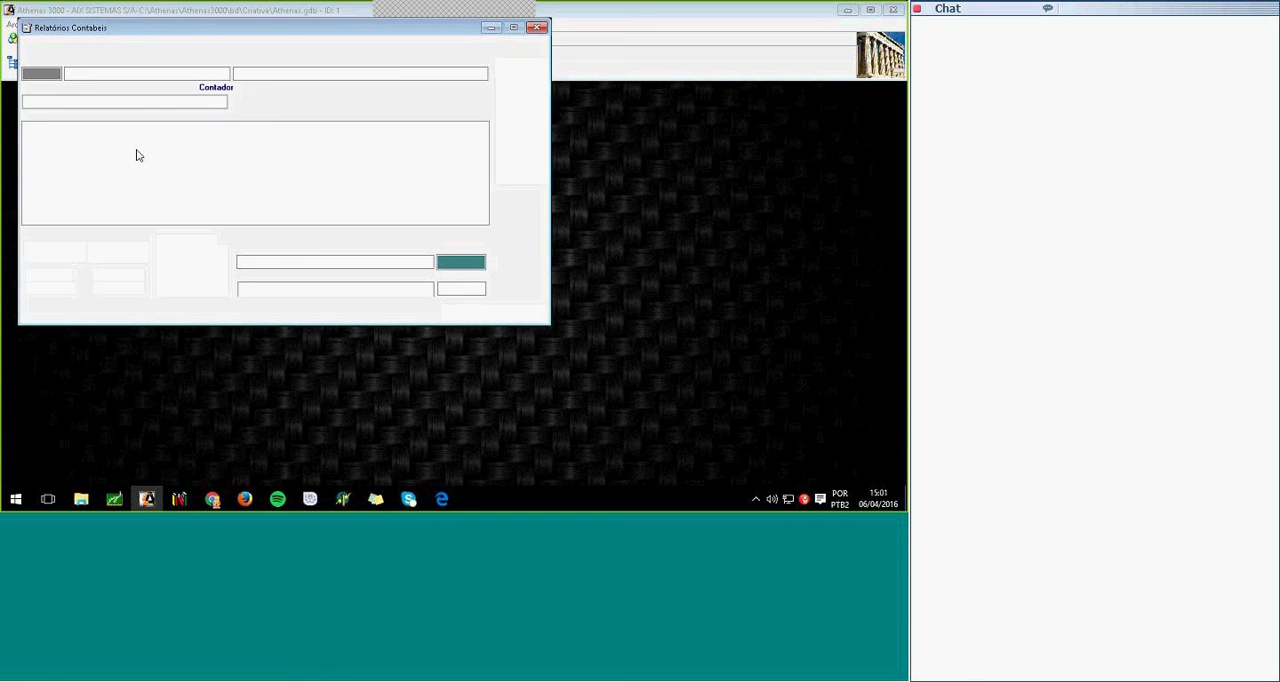 Athenas 3000 - AIX SISTEMAS S/A-C:\Athenas\Athenas3000\bd\Criativa\Athenas.gdb - ID: 1
Chat
Relatórios Contabeis
Contador
POR
PTB2
15:01
06/04/2016